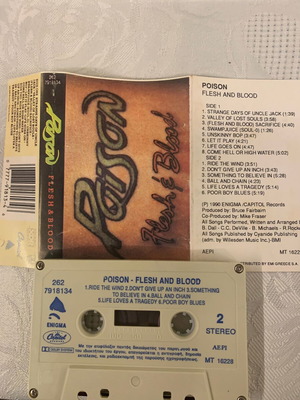 262
7918134
POISON
FLESH & BLOOD
POISON
Flesh & Blood
POISON
FLESH AND BLOOD
SIDE 1
1. STRANGE DAYS OF UNCLE JACK (1:39)
2. VALLEY OF LOST SOULS (3:58)
3. (FLESH AND BLOOD) SACRIFICE (4:40)
4. SWAMPJUICE (SOUL-0) (1:26)
5. UNSKINNY BOP (3:47)
6. LET IT PLAY (4:21)
7. LIFE GOES ON (4:47)
8. COME HELL OR HIGH WATER (5:02)
SIDE 2
1. RIDE THE WIND (3:51)
2. DON'T GIVE UP AN INCH (3:43)
3. SOMETHING TO BELIEVE IN (5:28)
4. BALL AND CHAIN (4:23)
5. LIFE LOVES A TRAGEDY (5:14)
6. POOR BOY BLUES (5:19)
(P) 1990 ENIGMA /CAPITOL Records
Produced by: Bruce Fairbairn
Co-Producer by: Mike Fraser
All Songs Performed, Written and Arranged
B. Dall - C.C. DeVille - B. Michaels - R. Rocke
All Songs Published by Cyanide Publishing
(adm. by Willesden Music Inc.)-BMI
AEPI
MT 16228
DISTRIBUTED BY EMI GREECE S.A.
262
7918134
POISON - FLESH AND BLOOD
1.RIDE THE WIND 2.DON'T GIVE UP AN INCH 3.SOMETHING
TO BELIEVE IN 4.BALL AND CHAIN
5.LIFE LOVES A TRAGEDY 6.POOR BOY BLUES
ENIGMA
Capitol
2
STEREO
AEPI
MT 16228